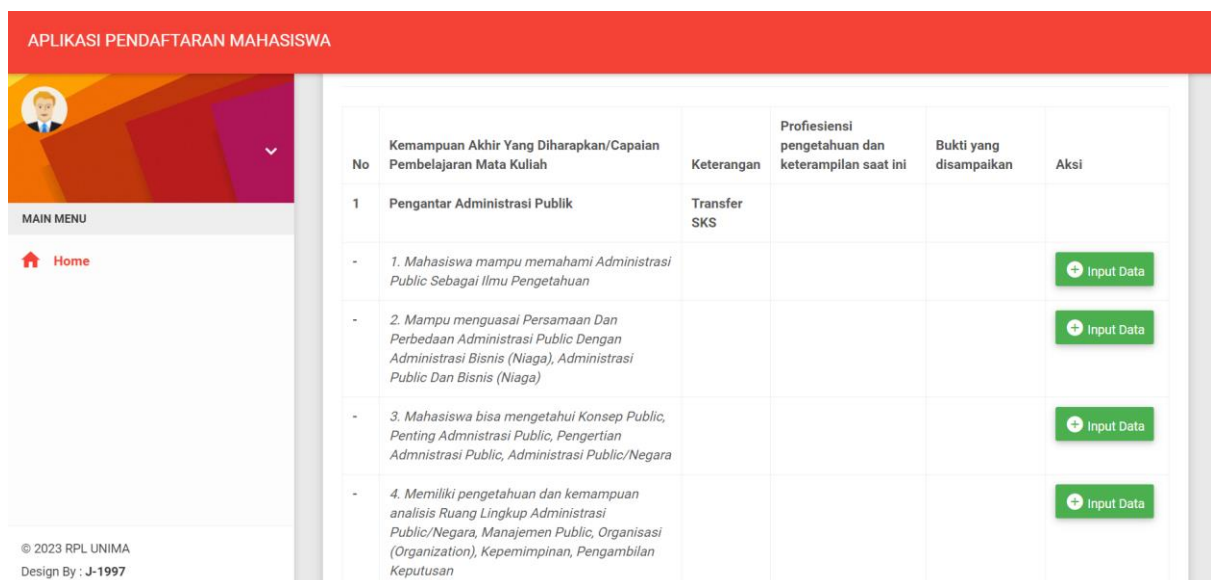 APLIKASI PENDAFTARAN MAHASISWA
MAIN MENU
Home
© 2023 RPL UNIMA
Design By : J-1997
No
Kemampuan Akhir Yang Diharapkan/Capaian
Pembelajaran Mata Kuliah
Keterangan
Profiesiensi
pengetahuan dan
keterampilan saat ini
Bukti yang
disampaikan
Aksi
1
Pengantar Administrasi Publik
Transfer
SKS
-
1. Mahasiswa mampu memahami Administrasi
Public Sebagai Ilmu Pengetahuan
Input Data
-
2. Mampu menguasai Persamaan Dan
Perbedaan Administrasi Public Dengan
Administrasi Bisnis (Niaga), Administrasi
Public Dan Bisnis (Niaga)
Input Data
-
3. Mahasiswa bisa mengetahui Konsep Public,
Penting Admnistrasi Public, Pengertian
Admnistrasi Public, Administrasi Public/Negara
Input Data
-
4. Memiliki pengetahuan dan kemampuan
analisis Ruang Lingkup Administrasi
Public/Negara, Manajemen Public, Organisasi
(Organization), Kepemimpinan, Pengambilan
Keputusan
Input Data